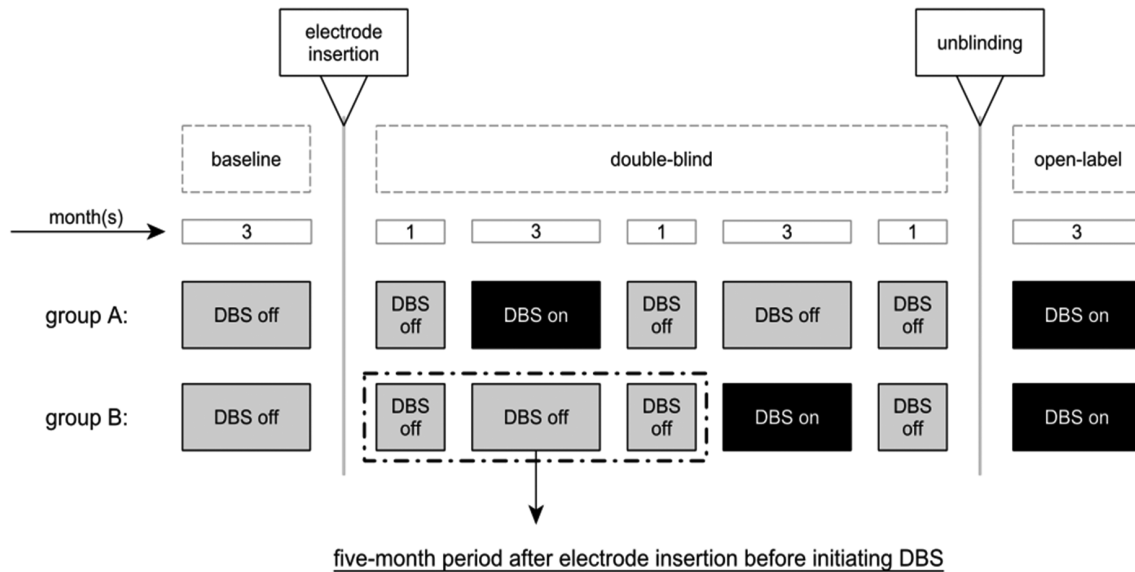 electrode
insertion
unblinding
baseline
double-blind
open-label
month(s)
3
1
3
1
3
1
3
group A:
DBS off
DBS
off
DBS on
DBS
off
DBS off
DBS
off
DBS on
group B:
DBS off
DBS
off
DBS off
DBS
off
DBS on
DBS
off
DBS on
five-month period after electrode insertion before initiating DBS